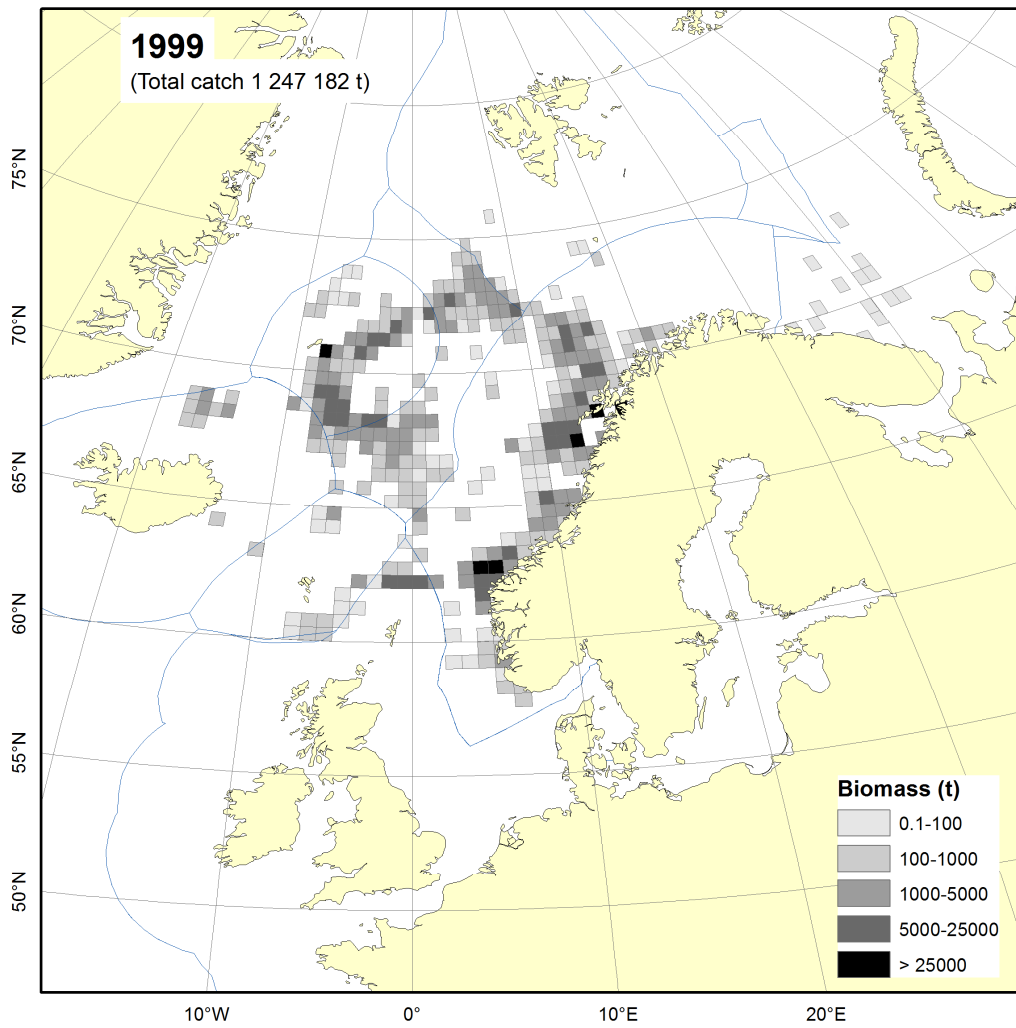 1999
(Total catch 1 247 182 t)
75°N
70°N
65°N
60°N
55°N
50°N
Biomass (t)
0.1-100
100-1000
1000-5000
5000-25000
> 25000
10°W
0°
10°E
20°E